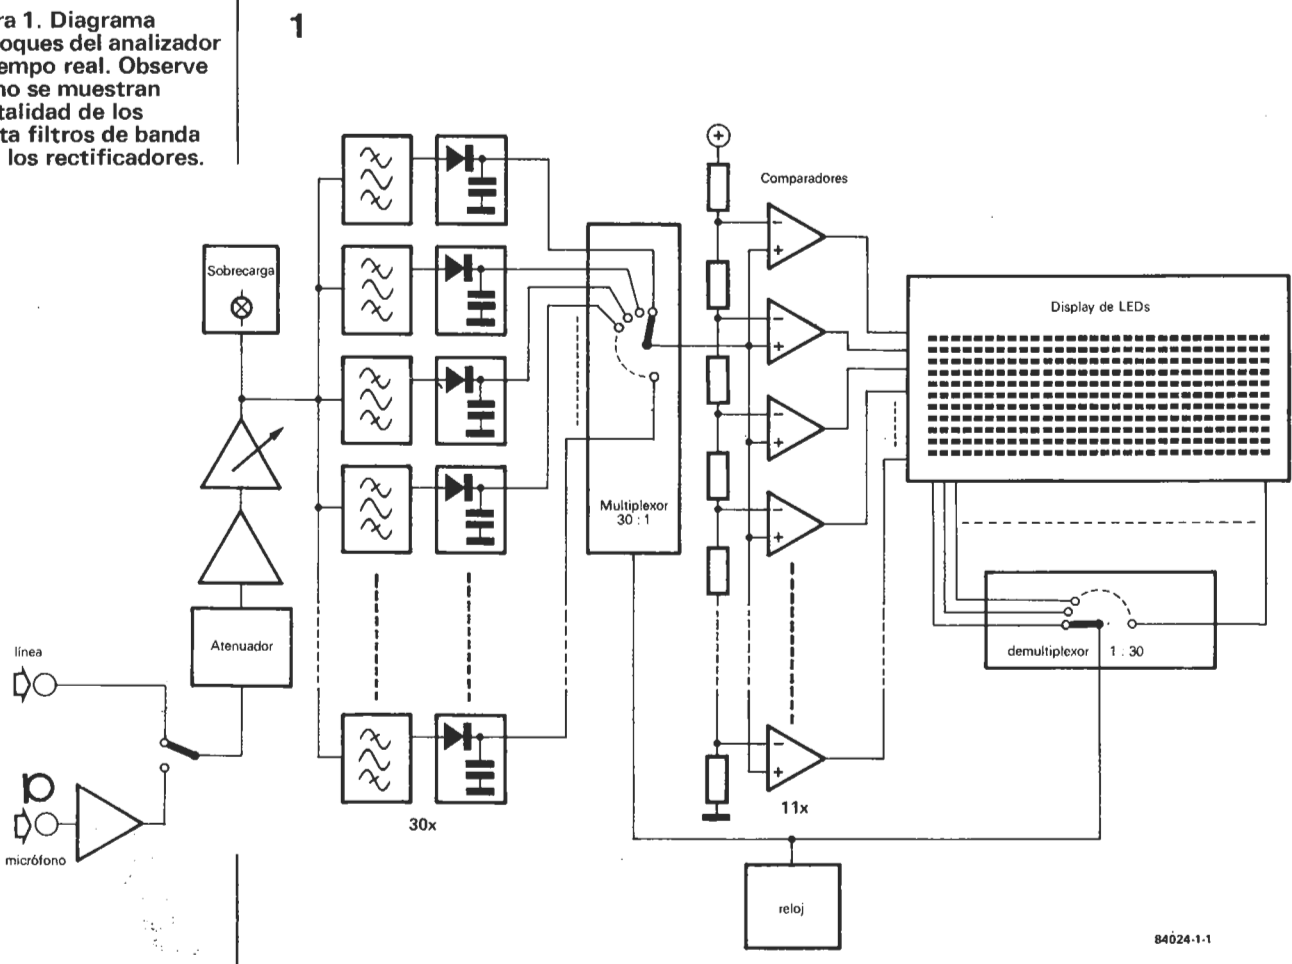 ra 1. Diagrama
oques del analizador
empo real. Observe
no se muestran
talidad de los
ta filtros de banda
los rectificadores.
1
Comparadores
Sobrecarga
Display de LEDs
Multiplexor
30 : 1
Atenuador
línea
demultiplexor 1 : 30
micrófono
30x
11x
reloj
84024-1-1